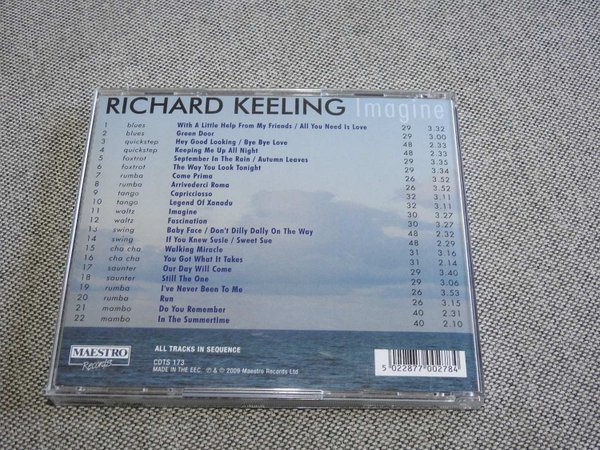 RICHARD KEELING Imagine
1 blues With A Little Help From My Friends / All You Need Is Love 29 3.32
2 blues Green Door 29 3.00
3 quickstep Hey Good Looking / Bye Bye Love 48 2.33
4 quickstep Keeping Me Up All Night 48 2.33
5 foxtrot September In The Rain / Autumn Leaves 29 3.35
6 foxtrot The Way You Look Tonight 29 3.34
7 rumba Come Prima 26 3.52
8 rumba Arrivederci Roma 26 3.52
9 tango Capricciosso 32 3.11
10 tango Legend Of Xanadu 32 3.11
11 waltz Imagine 30 3.27
12 waltz Fascination 30 3.27
13 swing Baby Face / Don't Dilly Dally On The Way 48 2.32
14 swing If You Knew Susie / Sweet Sue 48 2.29
15 cha cha Walking Miracle 31 3.16
16 cha cha You Got What It Takes 31 2.14
17 saunter Our Day Will Come 29 3.40
18 saunter Still The One 29 3.06
19 rumba I've Never Been To Me 26 3.53
20 rumba Run 26 3.15
21 mambo Do You Remember 40 2.31
22 mambo In The Summertime 40 2.10
MAESTRO
Records
ALL TRACKS IN SEQUENCE
CDTS 173
MADE IN THE EEC. ℗ & © 2009 Maestro Records Ltd
5 022877 002784